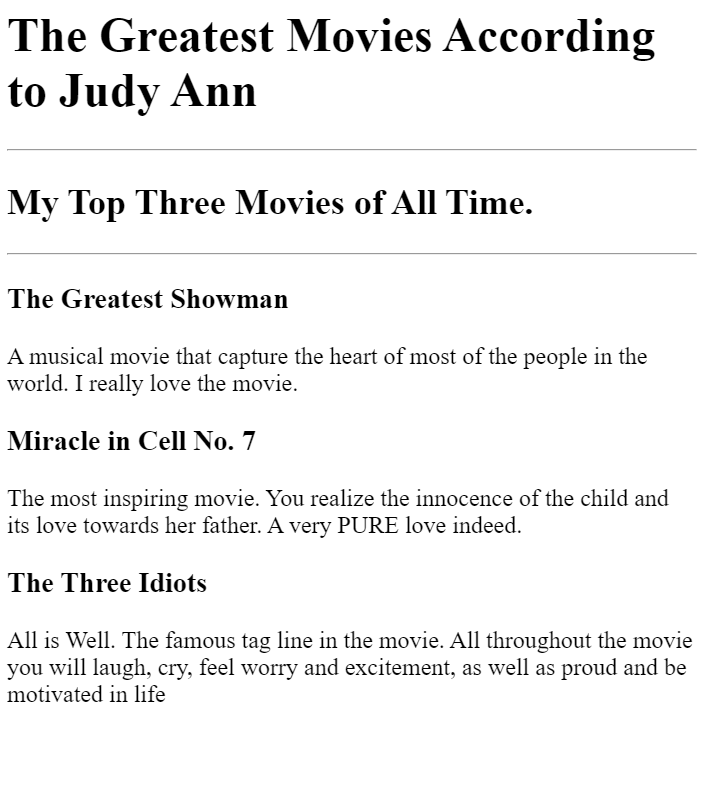 The Greatest Movies According
to Judy Ann
My Top Three Movies of All Time.
The Greatest Showman
A musical movie that capture the heart of most of the people in the
world. I really love the movie.
Miracle in Cell No. 7
The most inspiring movie. You realize the innocence of the child and
its love towards her father. A very PURE love indeed.
The Three Idiots
All is Well. The famous tag line in the movie. All throughout the movie
you will laugh, cry, feel worry and excitement, as well as proud and be
motivated in life